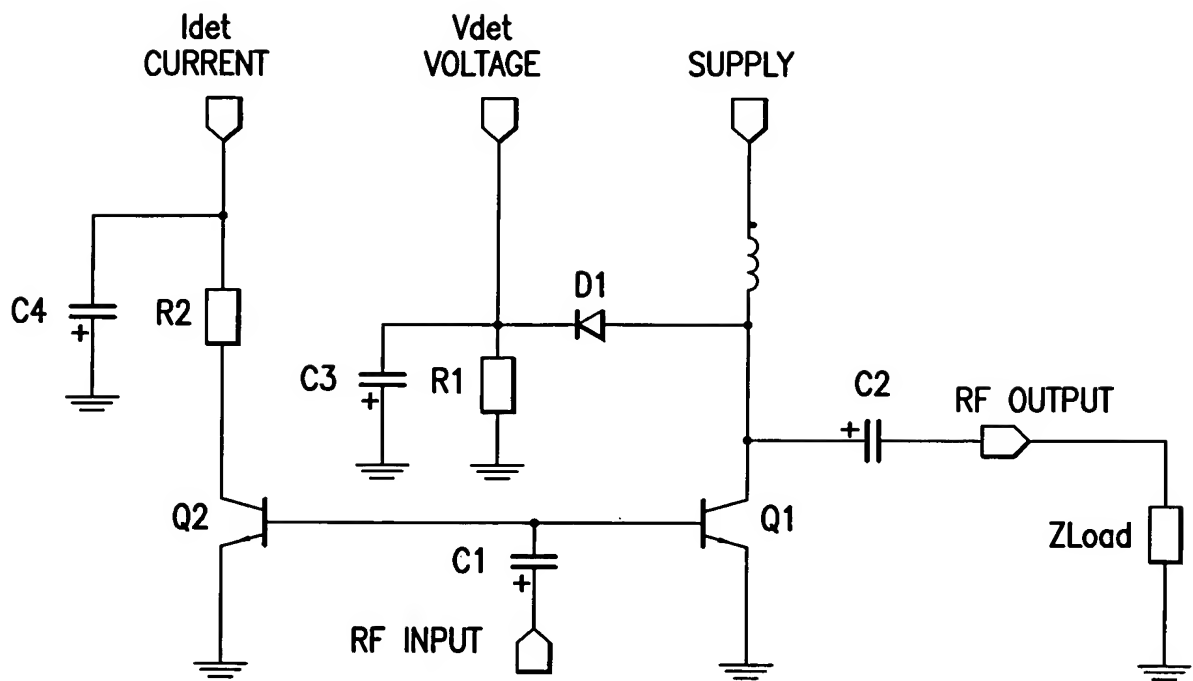 Idet
CURRENT
Vdet
VOLTAGE
SUPPLY
C4
+
R2
D1
C3
+
R1
C2
+
RF OUTPUT
Q2
Q1
C1
+
ZLoad
RF INPUT